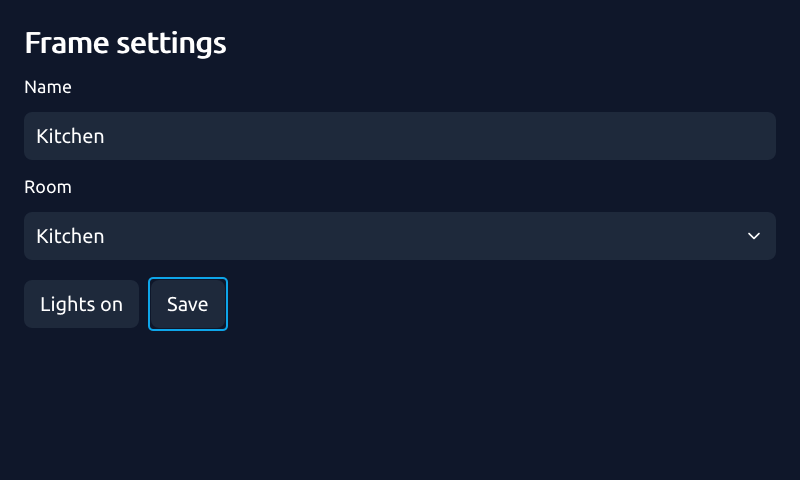 Frame settings
Name
Kitchen
Room
Kitchen
Lights on
Save